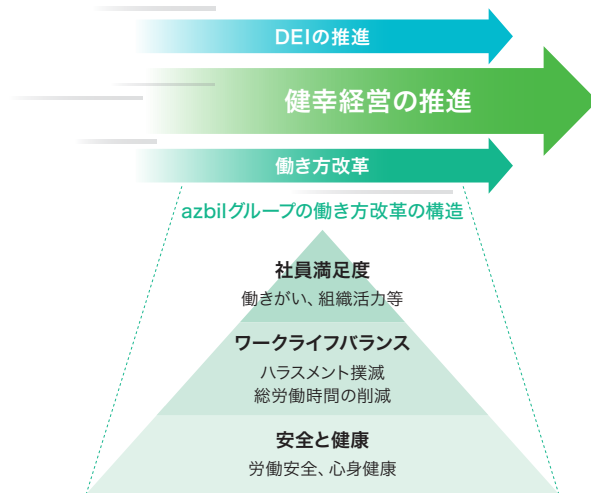 DEIの推進
健幸経営の推進
働き方改革
azbilグループの働き方改革の構造
社員満足度
働きがい、組織活力等
ワークライフバランス
ハラスメント撲滅
総労働時間の削減
安全と健康
労働安全、心身健康